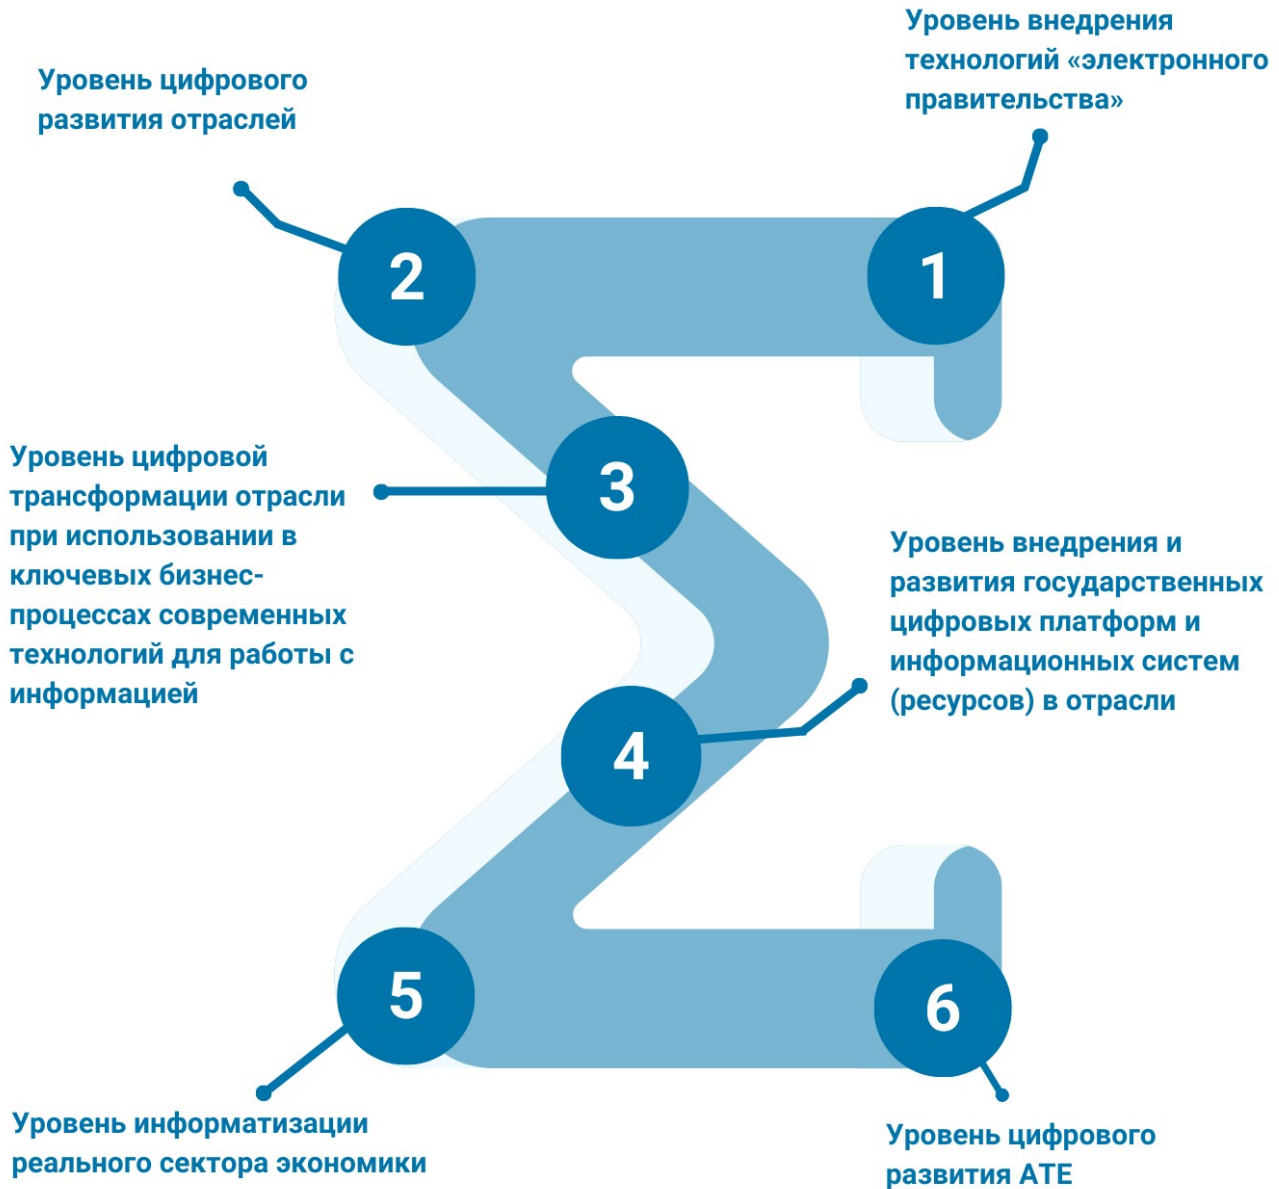 1
Уровень внедрения
технологий «электронного
правительства»
2
Уровень цифрового
развития отраслей
3
Уровень цифровой
трансформации отрасли
при использовании в
ключевых бизнес-
процессах современных
технологий для работы с
информацией
4
Уровень внедрения и
развития государственных
цифровых платформ и
информационных систем
(ресурсов) в отрасли
5
Уровень информатизации
реального сектора экономики
6
Уровень цифрового
развития АТЕ